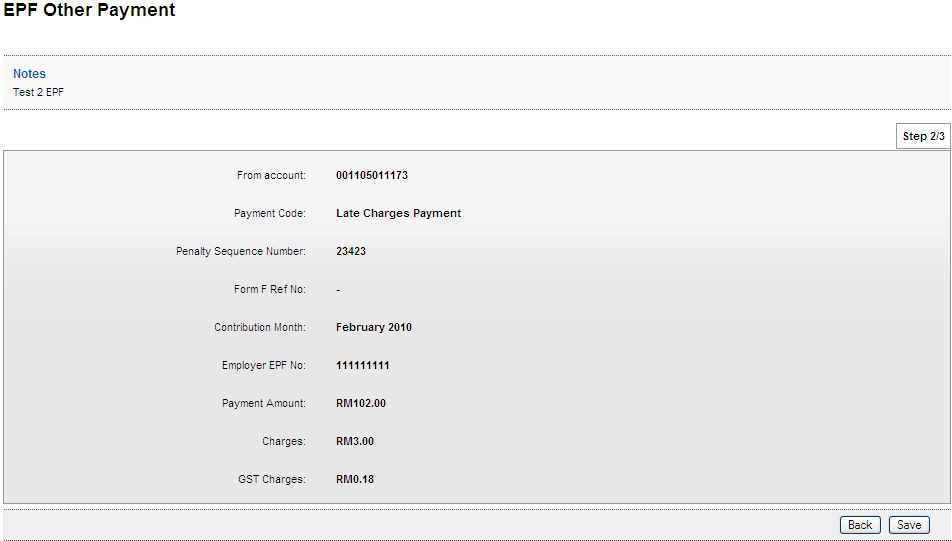 EPF Other Payment
Notes
Test 2 EPF
Step 2/3
From account: 001105011173
Payment Code: Late Charges Payment
Penalty Sequence Number: 23423
Form F Ref No: -
Contribution Month: February 2010
Employer EPF No: 111111111
Payment Amount: RM102.00
Charges: RM3.00
GST Charges: RM0.18
Back Save